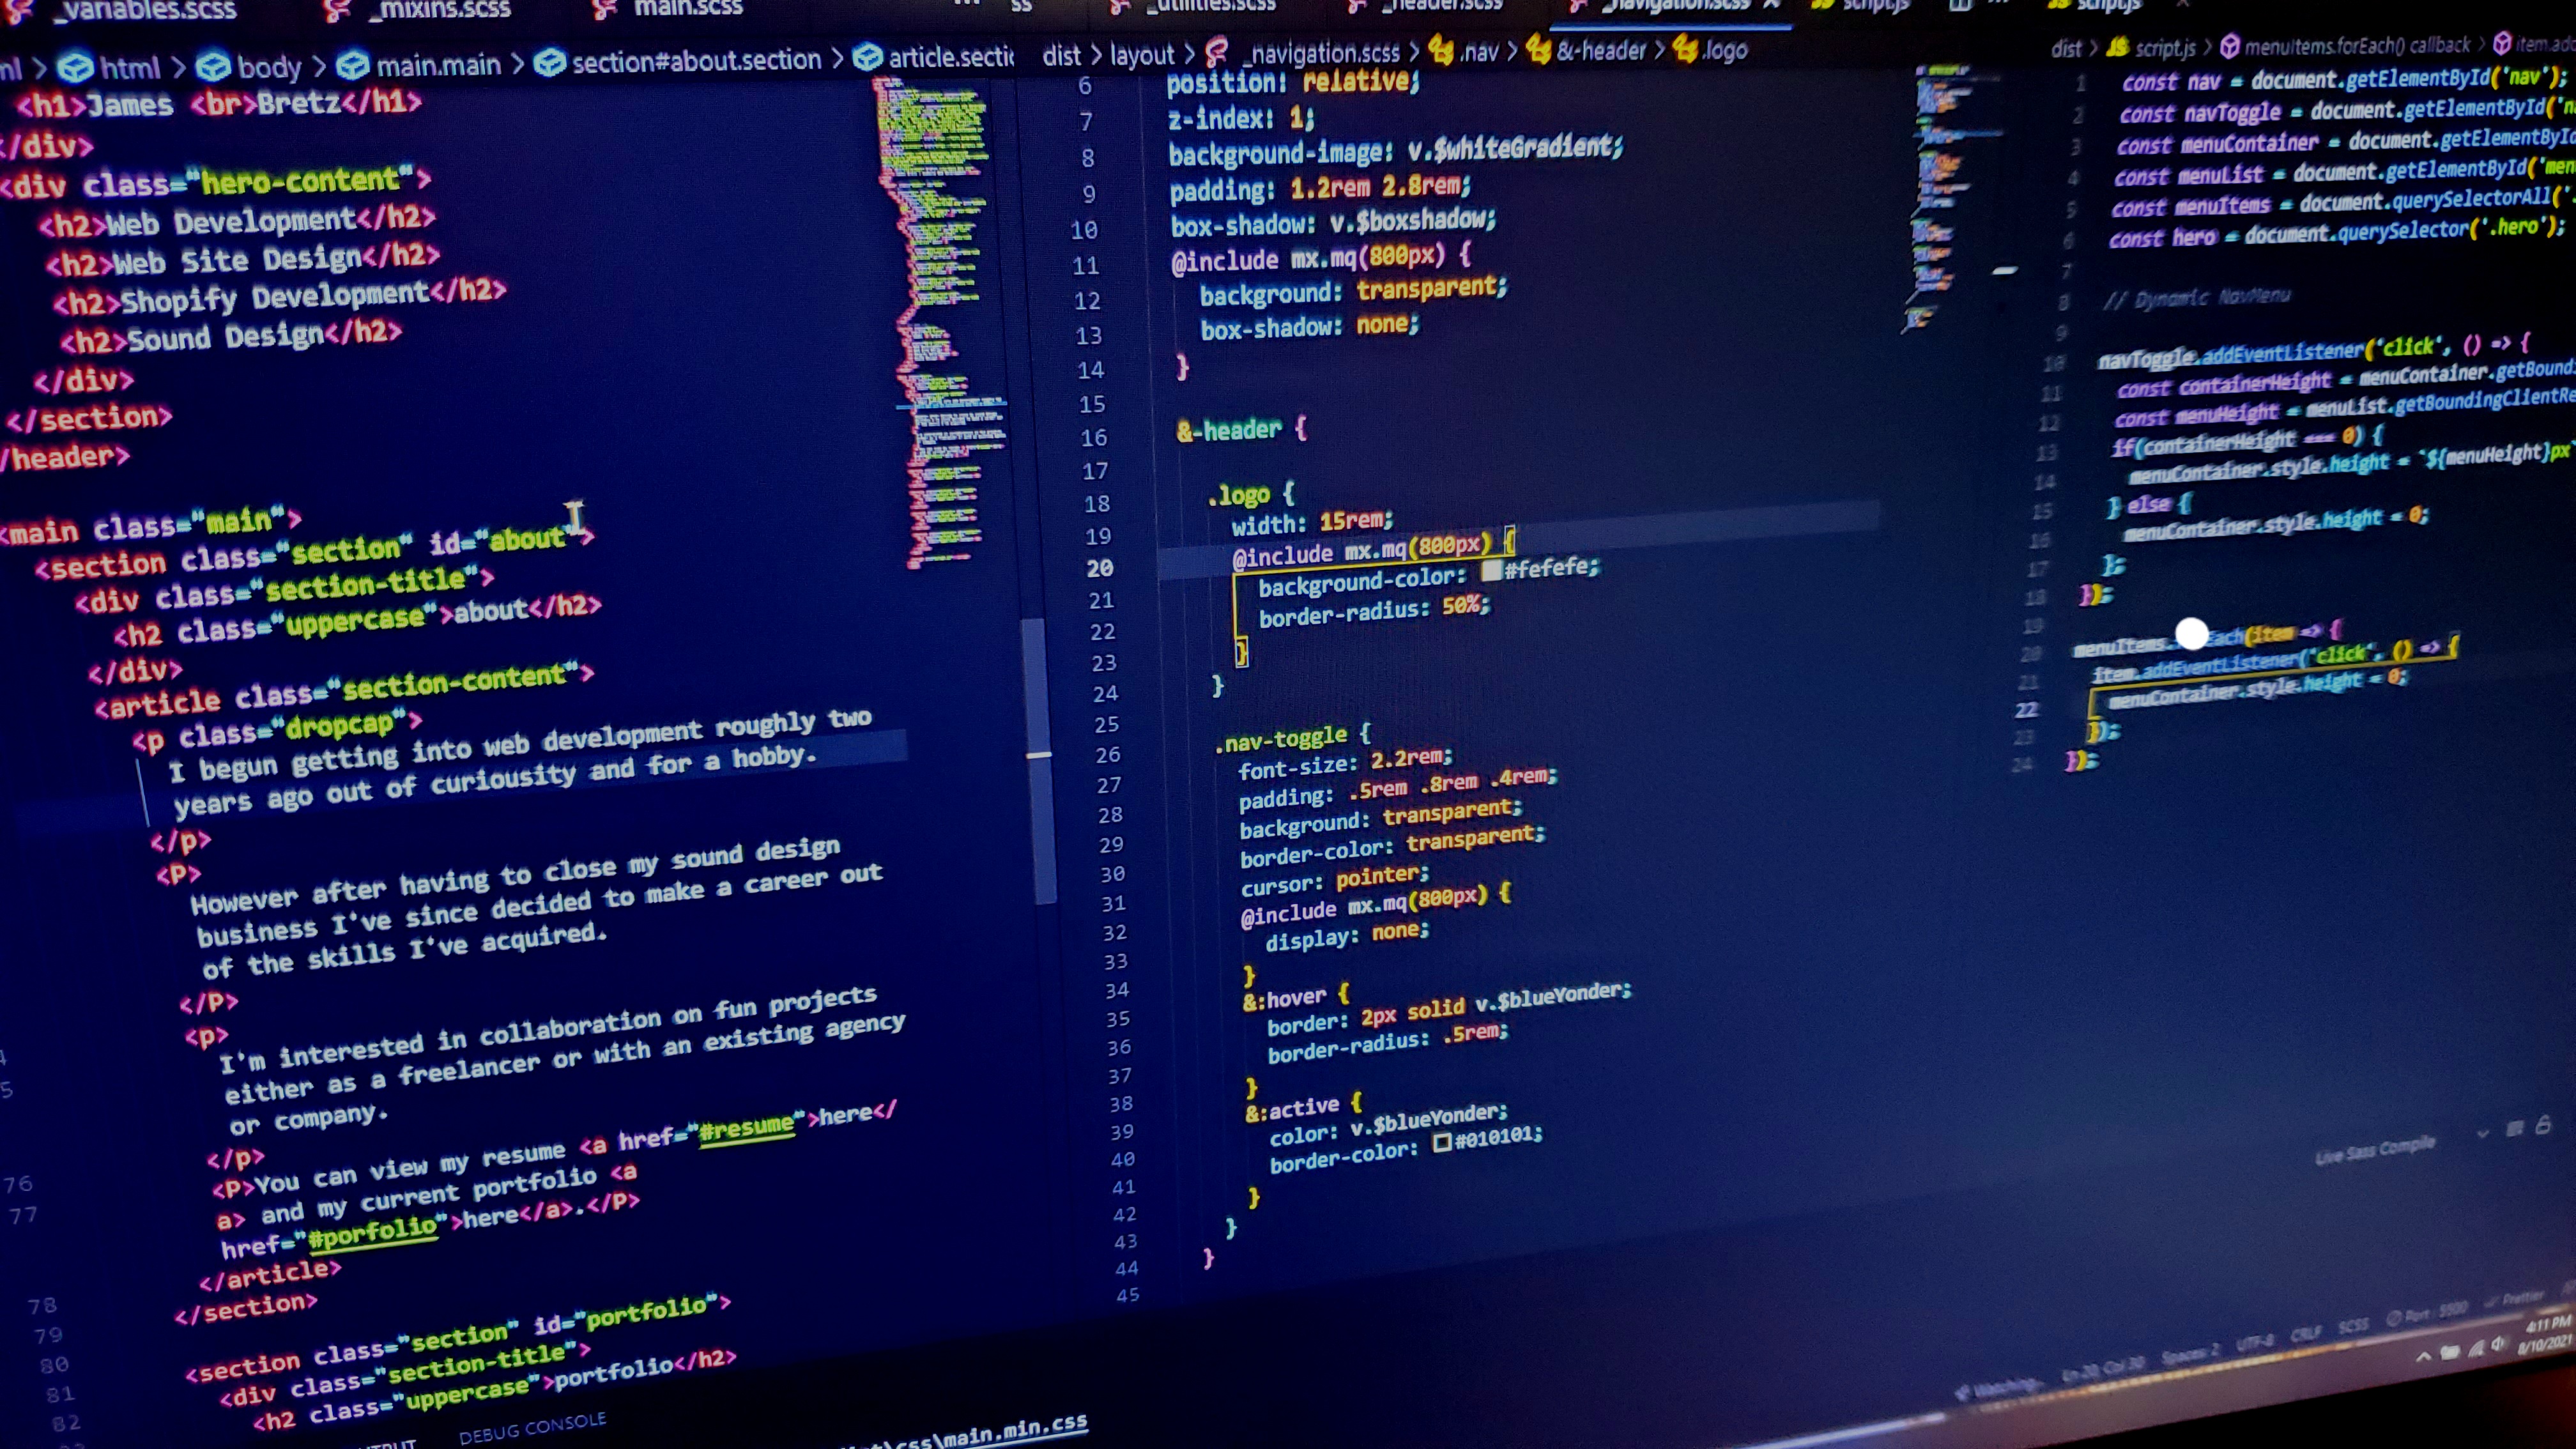 _variables.scss
_mixins.scss
main.scss
html > body > main.main > section#about.section >
<h1>James <br>Bretz</h1>
</div>
<div class="hero-content">
<h2>Web Development</h2>
<h2>Web Site Design</h2>
<h2>Shopify Development</h2>
<h2>Sound Design</h2>
</div>
</section>
/header>
<main class="main">
<section class="section" id="about">
<div class="section-title">
<h2 class="uppercase">about</h2>
</div>
<article class="section-content">
<p class="dropcap">
I begun getting into web development roughly two
years ago out of curiousity and for a hobby.
</p>
<P>
However after having to close my sound design
business I've since decided to make a career out
of the skills I've acquired.
</P>
<p>
I'm interested in collaboration on fun projects
either as a freelancer or with an existing agency
or company.
</p>
76 <P>You can view my resume <a href="#resume">here</
77 a> and my current portfolio <a
href="#porfolio">here</a>.</P>
</article>
78 </section>
79
80 <section class="section" id="portfolio">
81 <div class="section-title">
82 <h2 class="uppercase">portfolio</h2>
DEBUG CONSOLE
css\main.min.css
_utilities.scss
_header.scss
_navigation.scss
script.js
dist > layout > _navigation.scss > .nav > &-header > .logo
6 position: relative;
7 z-index: 1;
8 background-image: v.$whiteGradient;
9 padding: 1.2rem 2.8rem;
10 box-shadow: v.$boxshadow;
11 @include mx.mq(800px) {
12 background: transparent;
13 box-shadow: none;
14 }
15
16 &-header {
17
18 .logo {
19 width: 15rem;
20 @include mx.mq(800px) {
21 background-color: #fefefe;
22 border-radius: 50%;
23 }
24 }
25
26 .nav-toggle {
27 font-size: 2.2rem;
28 padding: .5rem .8rem .4rem;
29 background: transparent;
30 border-color: transparent;
31 cursor: pointer;
32 @include mx.mq(800px) {
33 display: none;
34 }
35 &:hover {
36 border: 2px solid v.$blueYonder;
37 border-radius: .5rem;
38 }
39 &:active {
40 color: v.$blueYonder;
41 border-color: #010101;
42 }
43 }
44 }
45
script.js
dist > script.js > menuItems.forEach() callback >
1 const nav = document.getElementById('nav');
2 const navToggle = document.getElementById('n
3 const menuContainer = document.getElementById
4 const menuList = document.getElementById('men
5 const menuItems = document.querySelectorAll('.
6 const hero = document.querySelector('.hero');
7
8 // Dynamic NavMenu
9
10 navToggle.addEventListener('click', () => {
11 const containerHeight = menuContainer.getBound
12 const menuHeight = menuList.getBoundingClientRe
13 if(containerHeight === 0) {
14 menuContainer.style.height = `${menuHeight}px`
15 } else {
16 menuContainer.style.height = 0;
17 };
18 });
19
20 menuItems. Each(item => {
21 item.addEventListener('click', () => {
22 menuContainer.style.height = 0;
23 });
24 });
Live Sass Compile
Watching...
Ln 20, Col 30
Spaces: 2
UTF-8
CRLF
SCSS
Port : 5500
Prettier
4:11 PM
8/10/2021